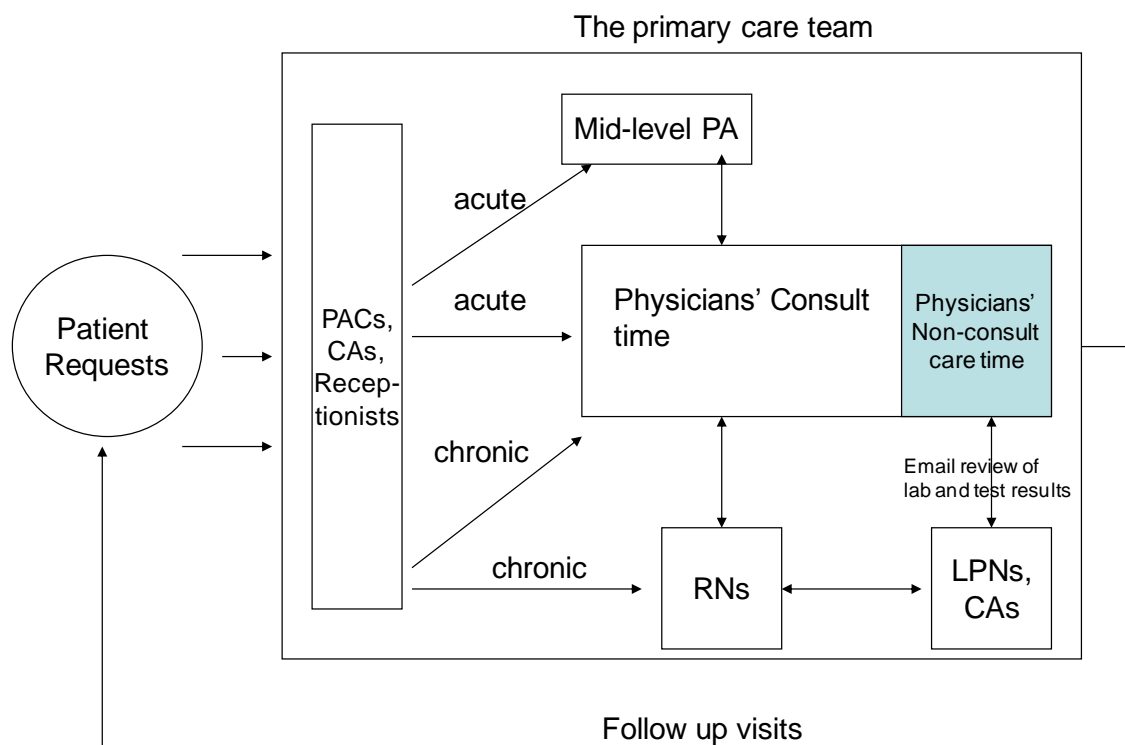 The primary care team
Mid-level PA
acute
acute
Physicians’ Consult
time
Physicians’
Non-consult
care time
Patient
Requests
PACs,
CAs,
Recep-
tionists
chronic
Email review of
lab and test results
chronic
RNs
LPNs,
CAs
Follow up visits